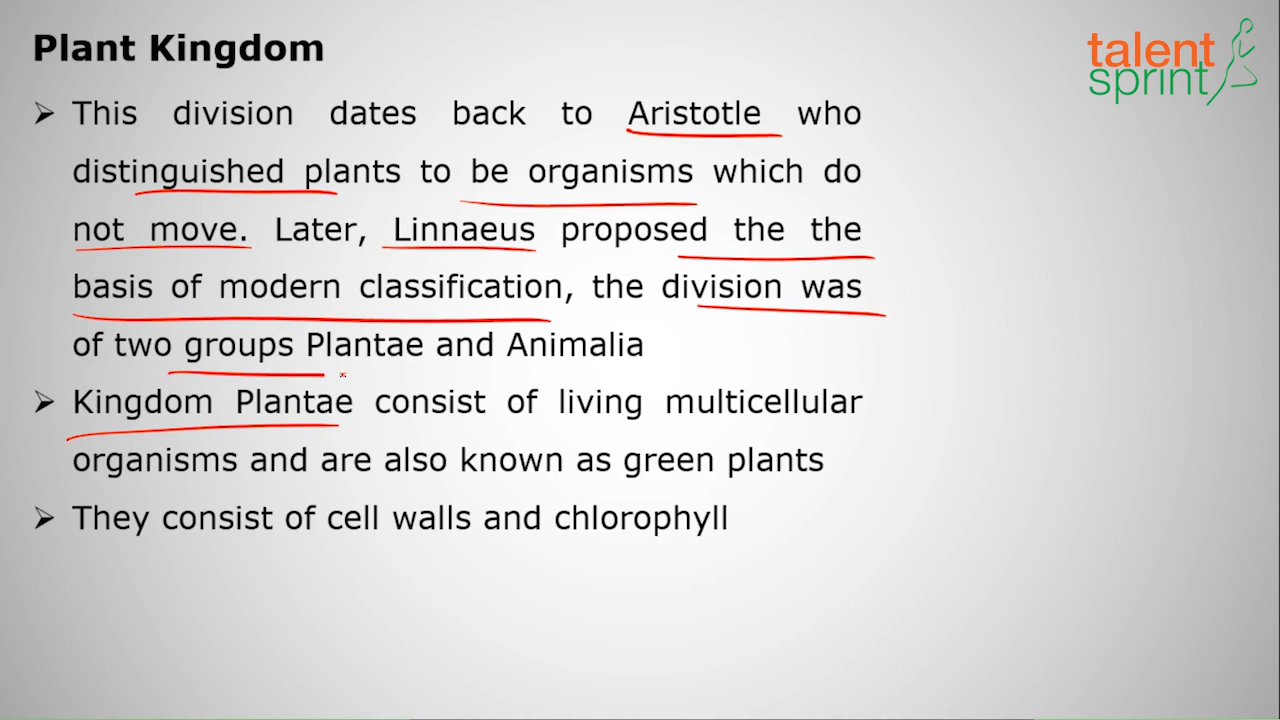 Plant Kingdom
talent
sprint
➢ This division dates back to Aristotle who
distinguished plants to be organisms which do
not move. Later, Linnaeus proposed the the
basis of modern classification, the division was
of two groups Plantae and Animalia
➢ Kingdom Plantae consist of living multicellular
organisms and are also known as green plants
➢ They consist of cell walls and chlorophyll